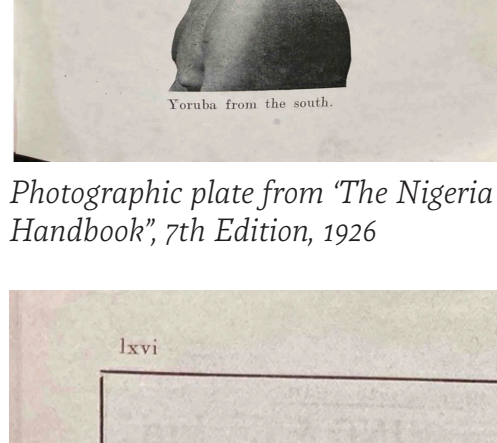 Yoruba from the south.
Photographic plate from ‘The Nigeria
Handbook”, 7th Edition, 1926
lxvi